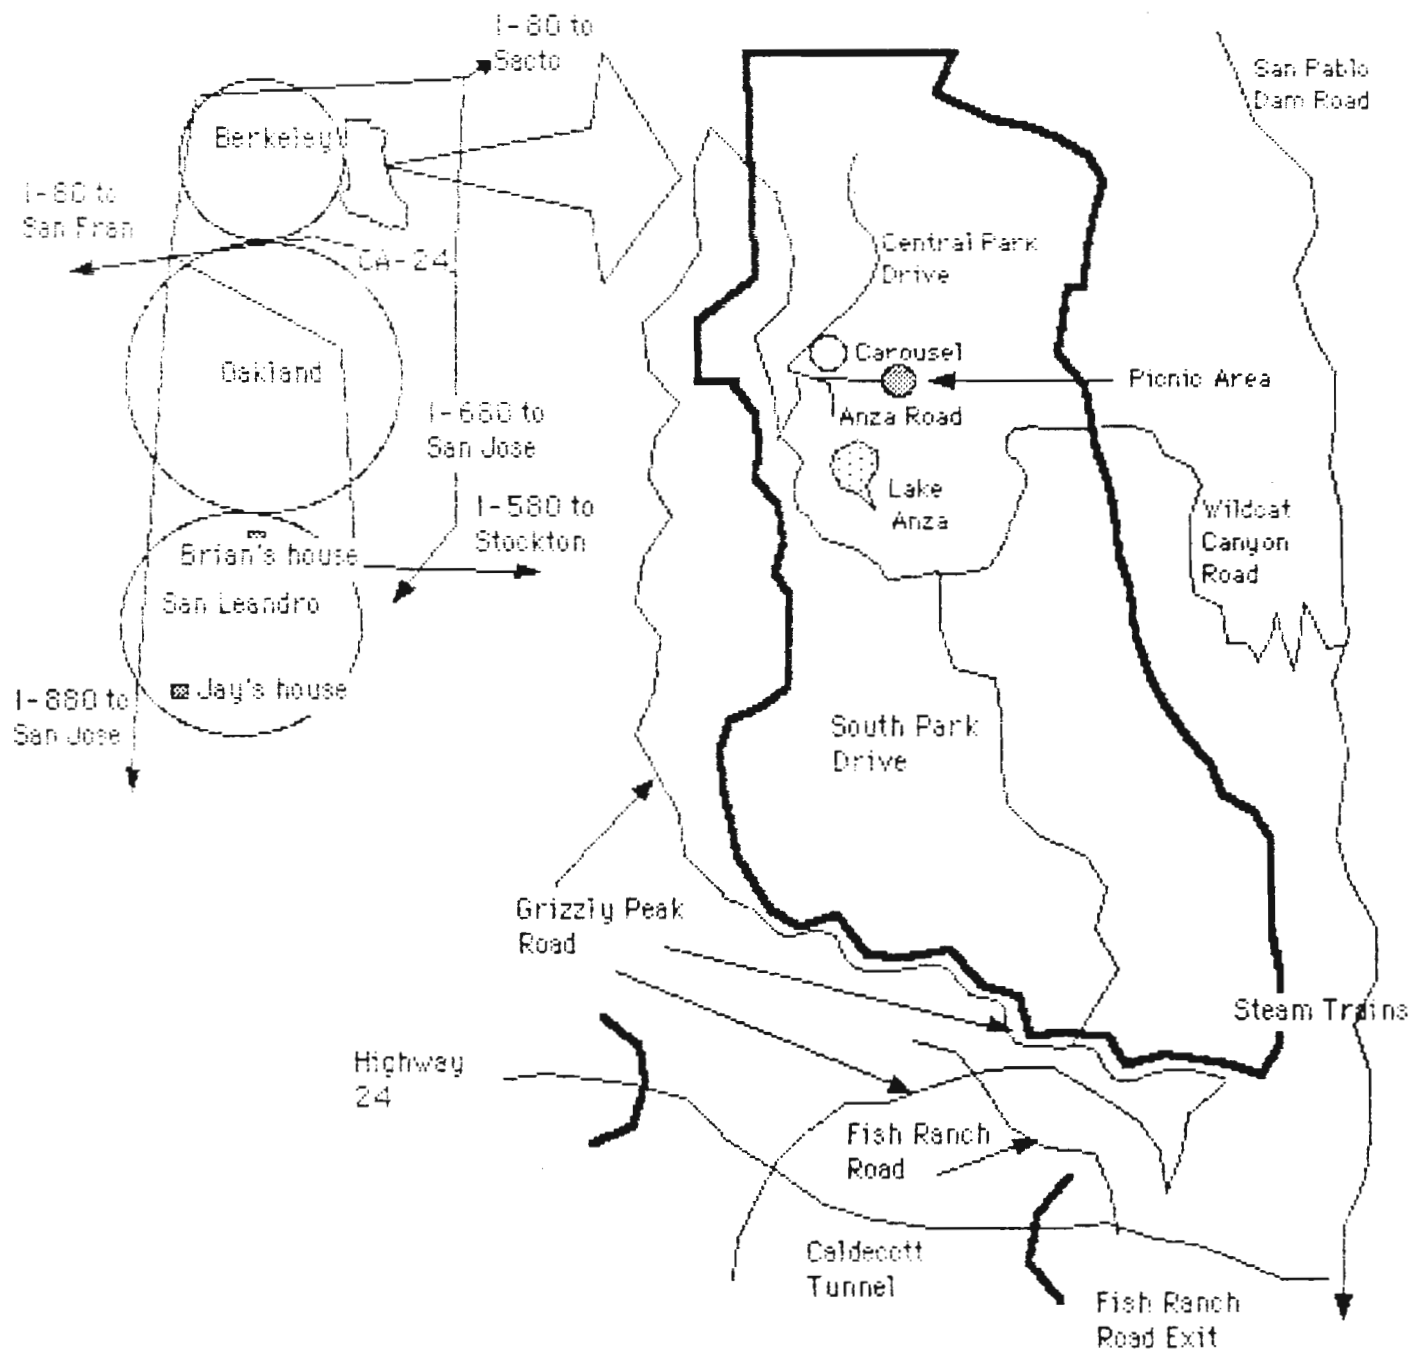 I-80 to
Sacto
Berkeley
I-80 to
San Fran
CA-24
Oakland
I-680 to
San Jose
I-580 to
Stockton
Brian's house
San Leandro
Jay's house
I-880 to
San Jose
San Pablo
Dam Road
Central Park
Drive
Carousel
Picnic Area
Anza Road
Lake
Anza
Wildcat
Canyon
Road
South Park
Drive
Grizzly Peak
Road
Steam Trains
Highway
24
Fish Ranch
Road
Caldecott
Tunnel
Fish Ranch
Road Exit